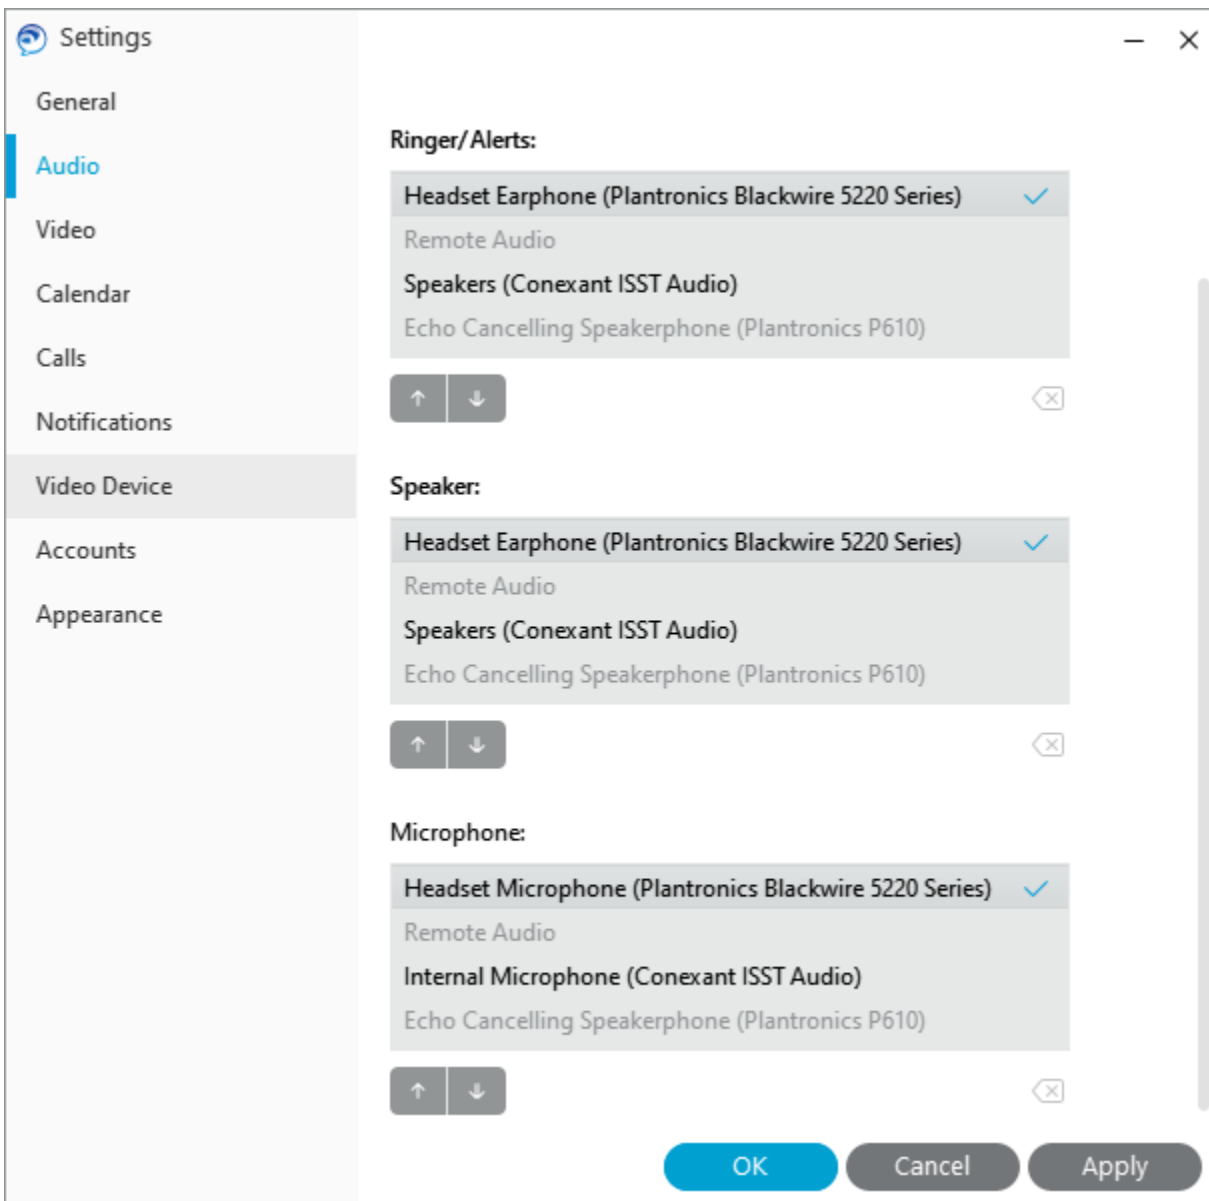 Settings
General
Audio
Video
Calendar
Calls
Notifications
Video Device
Accounts
Appearance
Ringer/Alerts:
Headset Earphone (Plantronics Blackwire 5220 Series)
Remote Audio
Speakers (Conexant ISST Audio)
Echo Cancelling Speakerphone (Plantronics P610)
Speaker:
Headset Earphone (Plantronics Blackwire 5220 Series)
Remote Audio
Speakers (Conexant ISST Audio)
Echo Cancelling Speakerphone (Plantronics P610)
Microphone:
Headset Microphone (Plantronics Blackwire 5220 Series)
Remote Audio
Internal Microphone (Conexant ISST Audio)
Echo Cancelling Speakerphone (Plantronics P610)
OK
Cancel
Apply